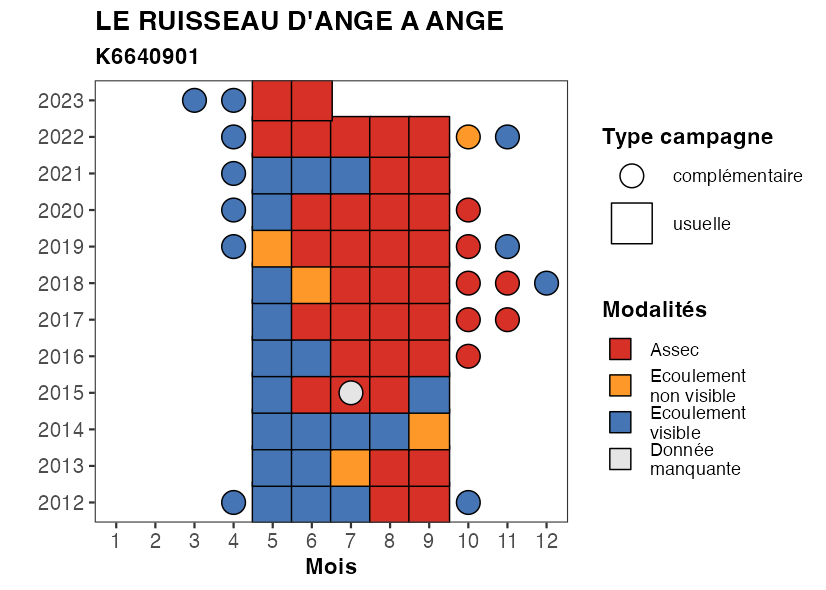 LE RUISSEAU D'ANGE A ANGE
K6640901
2023
2022
2021
2020
2019
2018
2017
2016
2015
2014
2013
2012
1 2 3 4 5 6 7 8 9 10 11 12
Mois
Type campagne
complémentaire
usuelle
Modalités
Assec
Ecoulement
non visible
Ecoulement
visible
Donnée
manquante